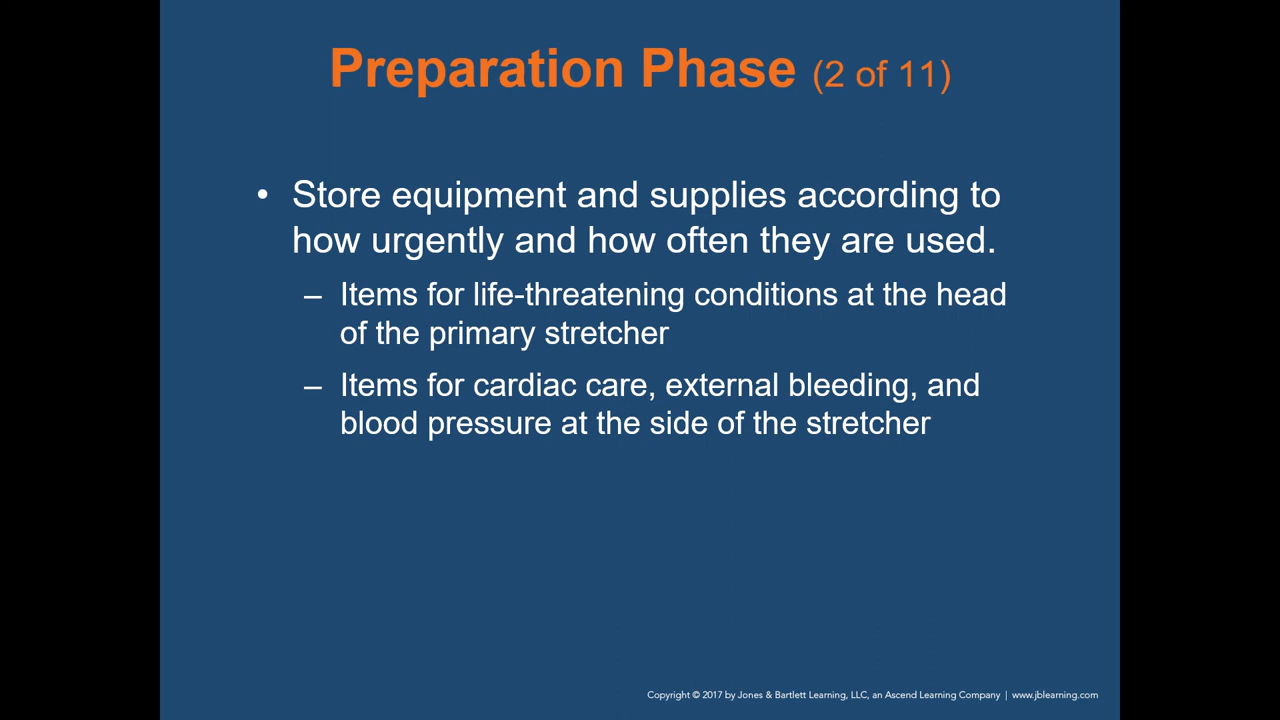 Preparation Phase (2 of 11)
• Store equipment and supplies according to
how urgently and how often they are used.
– Items for life-threatening conditions at the head
of the primary stretcher
– Items for cardiac care, external bleeding, and
blood pressure at the side of the stretcher
Copyright © 2017 by Jones & Bartlett Learning, LLC, an Ascend Learning Company | www.jblearning.com